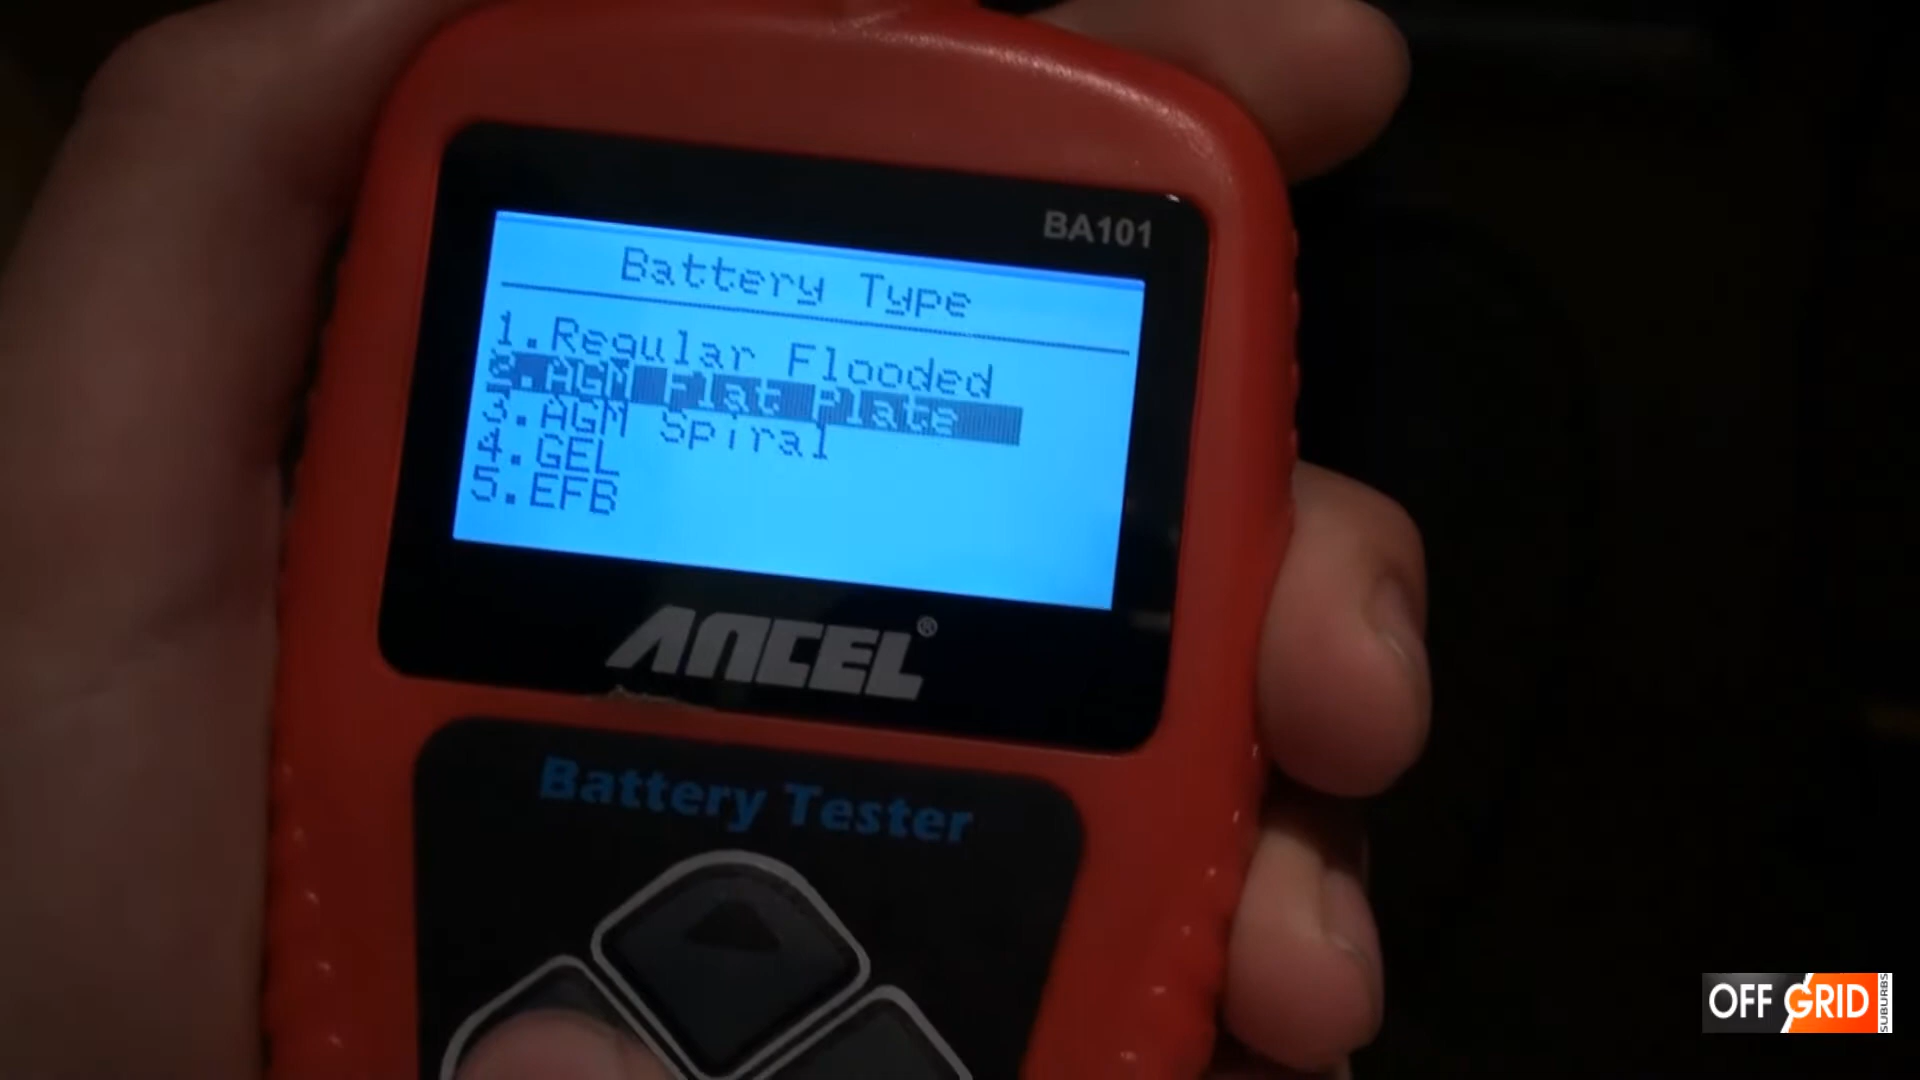 BA101
Battery Type
1.Regular Flooded
2.AGM Flat Plate
3.AGM Spiral
4.GEL
5.EFB
ANCEL®
Battery Tester
OFF GRID
SUBURBS